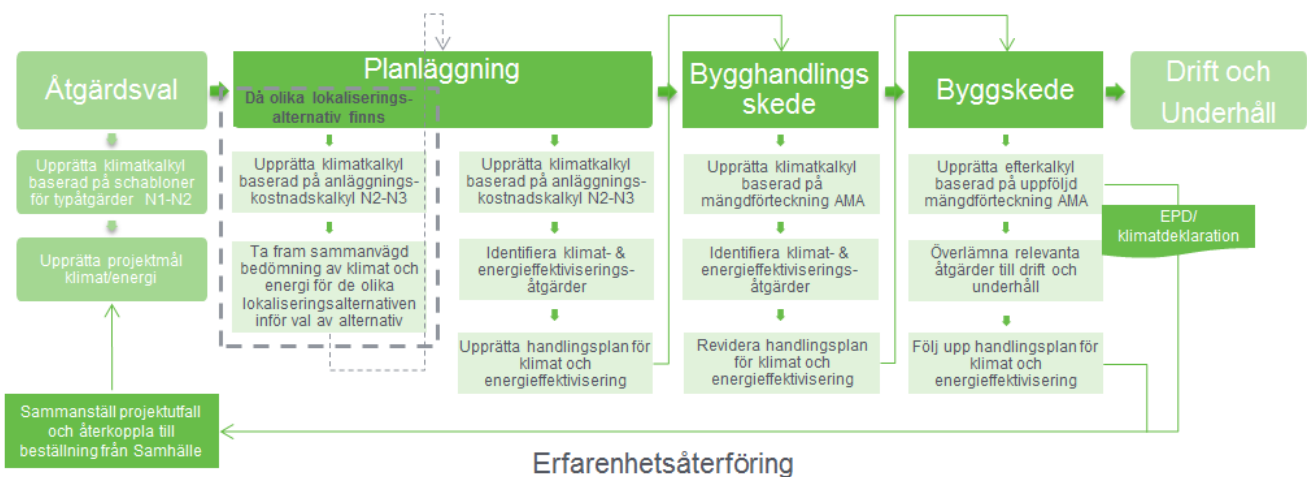 Åtgärdsval
Upprätta klimatkalkyl
baserad på schabloner
för typåtgärder N1-N2
Upprätta projektmål
klimat/energi
Planläggning
Då olika lokaliserings-
alternativ finns
Upprätta klimatkalkyl
baserad på anläggnings-
kostnadskalkyl N2-N3
Ta fram sammanvägd
bedömning av klimat och
energi för de olika
lokaliseringsalternativen
inför val av alternativ
Upprätta klimatkalkyl
baserad på anläggnings-
kostnadskalkyl N2-N3
Identifiera klimat- &
energieffektiviserings-
åtgärder
Upprätta handlingsplan för
klimat och
energieffektivisering
Bygghandlings
skede
Upprätta klimatkalkyl
baserad på
mängdförteckning AMA
Identifiera klimat- &
energieffektiviserings-
åtgärder
Revidera handlingsplan
för klimat och
energieffektivisering
Byggskede
Upprätta efterkalkyl
baserad på uppföljd
mängdförteckning AMA
Överlämna relevanta
åtgärder till drift och
underhåll
Följ upp handlingsplan för
klimat och
energieffektivisering
Drift och
Underhåll
EPD/
klimatdeklaration
Sammanställ projektutfall
och återkoppla till
beställning från Samhälle
Erfarenhetsåterföring